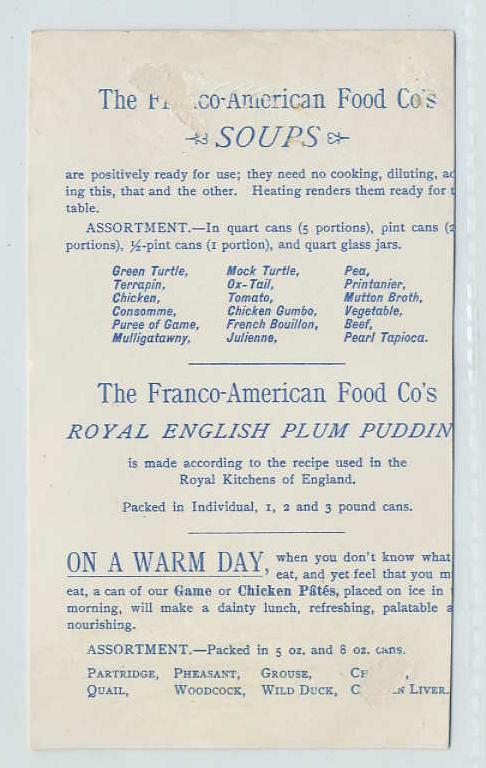 The Franco-American Food Co's
SOUPS
are positively ready for use; they need no cooking, diluting,
ing this, that and the other. Heating renders them ready for
table.
ASSORTMENT.—In quart cans (5 portions), pint cans (2
portions), ½-pint cans (1 portion), and quart glass jars.
Green Turtle, Mock Turtle, Pea,
Terrapin, Ox-Tail, Printanier,
Chicken, Tomato, Mutton Broth,
Consomme, Chicken Gumbo, Vegetable,
Puree of Game, French Bouillon, Beef,
Mulligatawny, Julienne, Pearl Tapioca.
The Franco-American Food Co's
ROYAL ENGLISH PLUM PUDDIN
is made according to the recipe used in the
Royal Kitchens of England.
Packed in Individual, 1, 2 and 3 pound cans.
ON A WARM DAY, when you don't know what
eat, and yet feel that you
eat, a can of our Game or Chicken Pâtés, placed on ice in
morning, will make a dainty lunch, refreshing, palatable
nourishing.
ASSORTMENT.—Packed in 5 oz. and 8 oz. cans.
PARTRIDGE, PHEASANT, GROUSE,
QUAIL, WOODCOCK, WILD DUCK, LIVER.